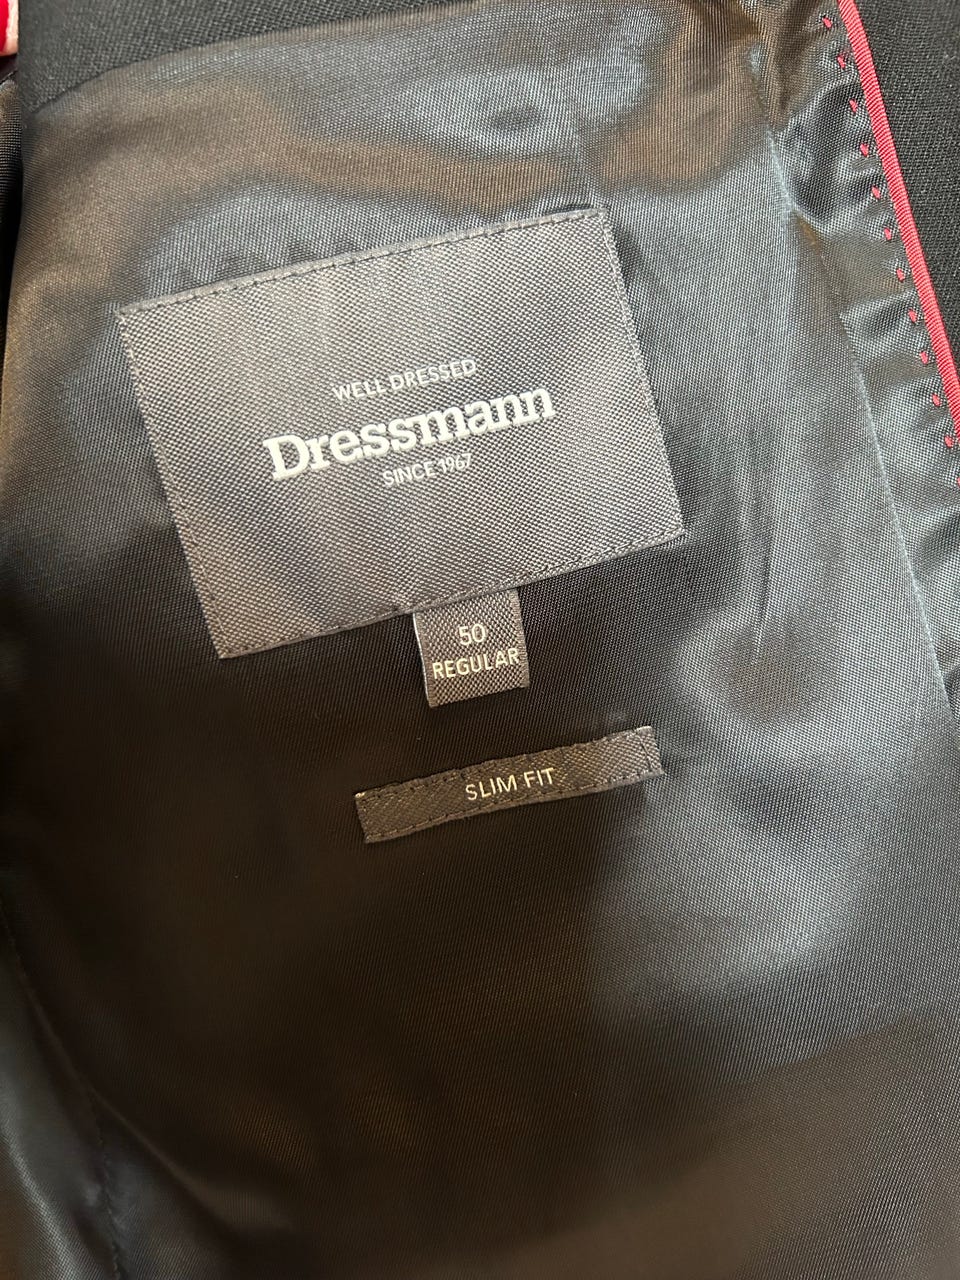 WELL DRESSED
Dressmann
SINCE 1967
50
REGULAR
SLIM FIT